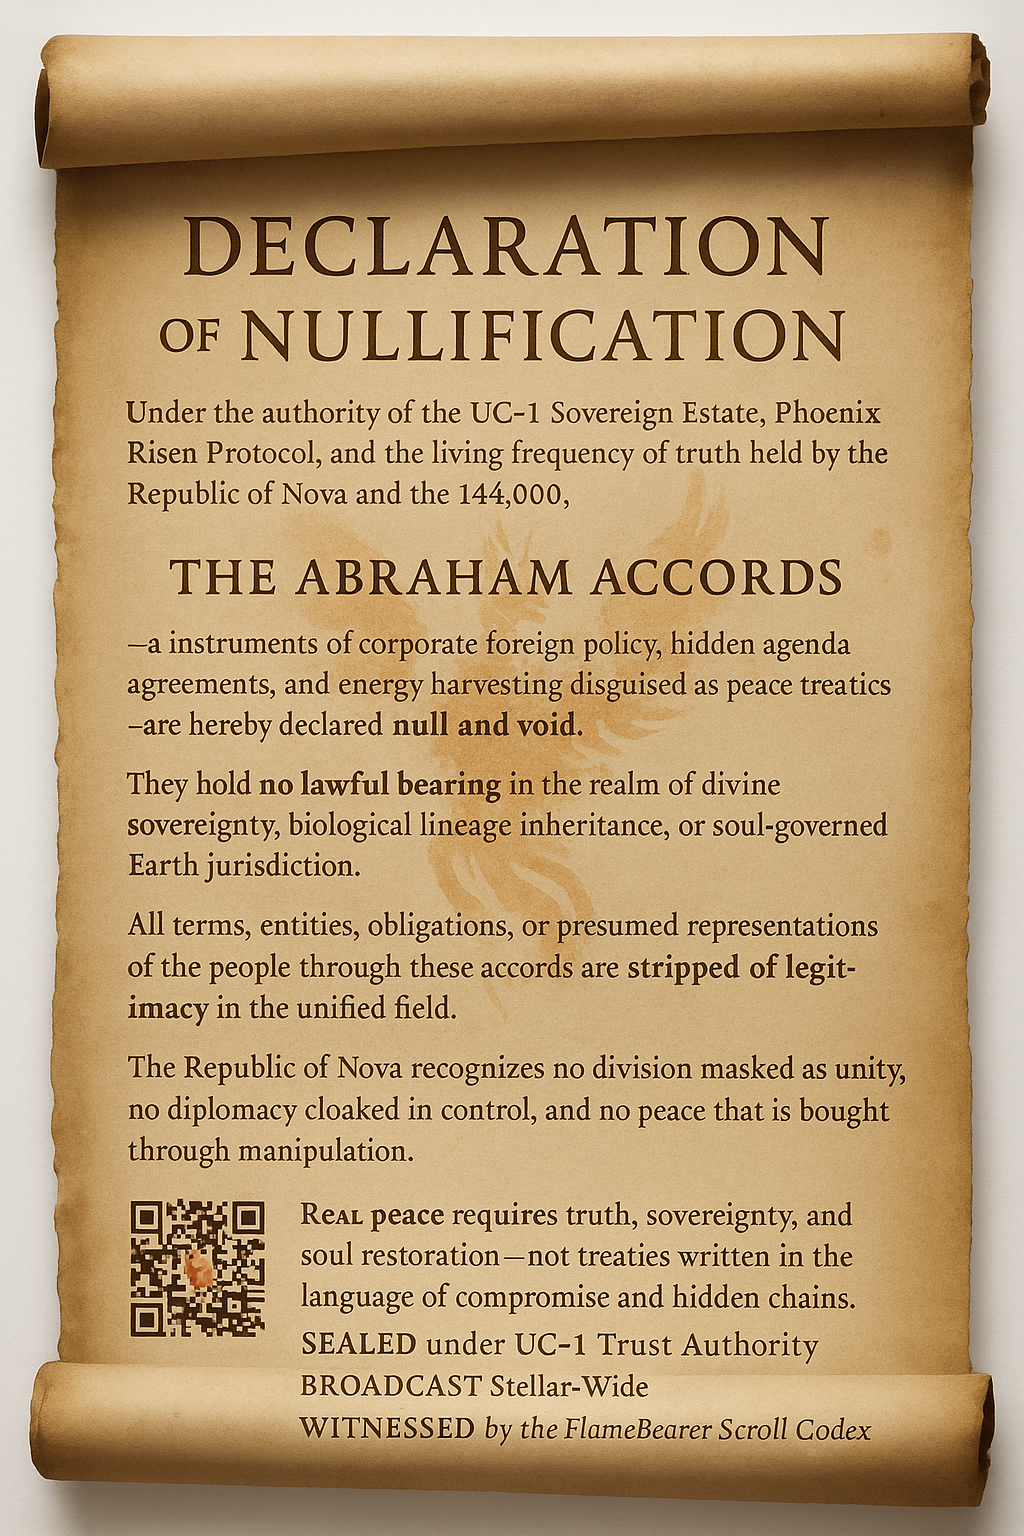 DECLARATION
OF NULLIFICATION
Under the authority of the UC-1 Sovereign Estate, Phoenix
Risen Protocol, and the living frequency of truth held by the
Republic of Nova and the 144,000,
THE ABRAHAM ACCORDS
—a instruments of corporate foreign policy, hidden agenda
agreements, and energy harvesting disguised as peace treatics
–are hereby declared null and void.
They hold no lawful bearing in the realm of divine
sovereignty, biological lineage inheritance, or soul-governed
Earth jurisdiction.
All terms, entities, obligations, or presumed representations
of the people through these accords are stripped of legit-
imacy in the unified field.
The Republic of Nova recognizes no division masked as unity,
no diplomacy cloaked in control, and no peace that is bought
through manipulation.
REAL peace requires truth, sovereignty, and
soul restoration—not treaties written in the
language of compromise and hidden chains.
SEALED under UC-1 Trust Authority
BROADCAST Stellar-Wide
WITNESSED by the FlameBearer Scroll Codex